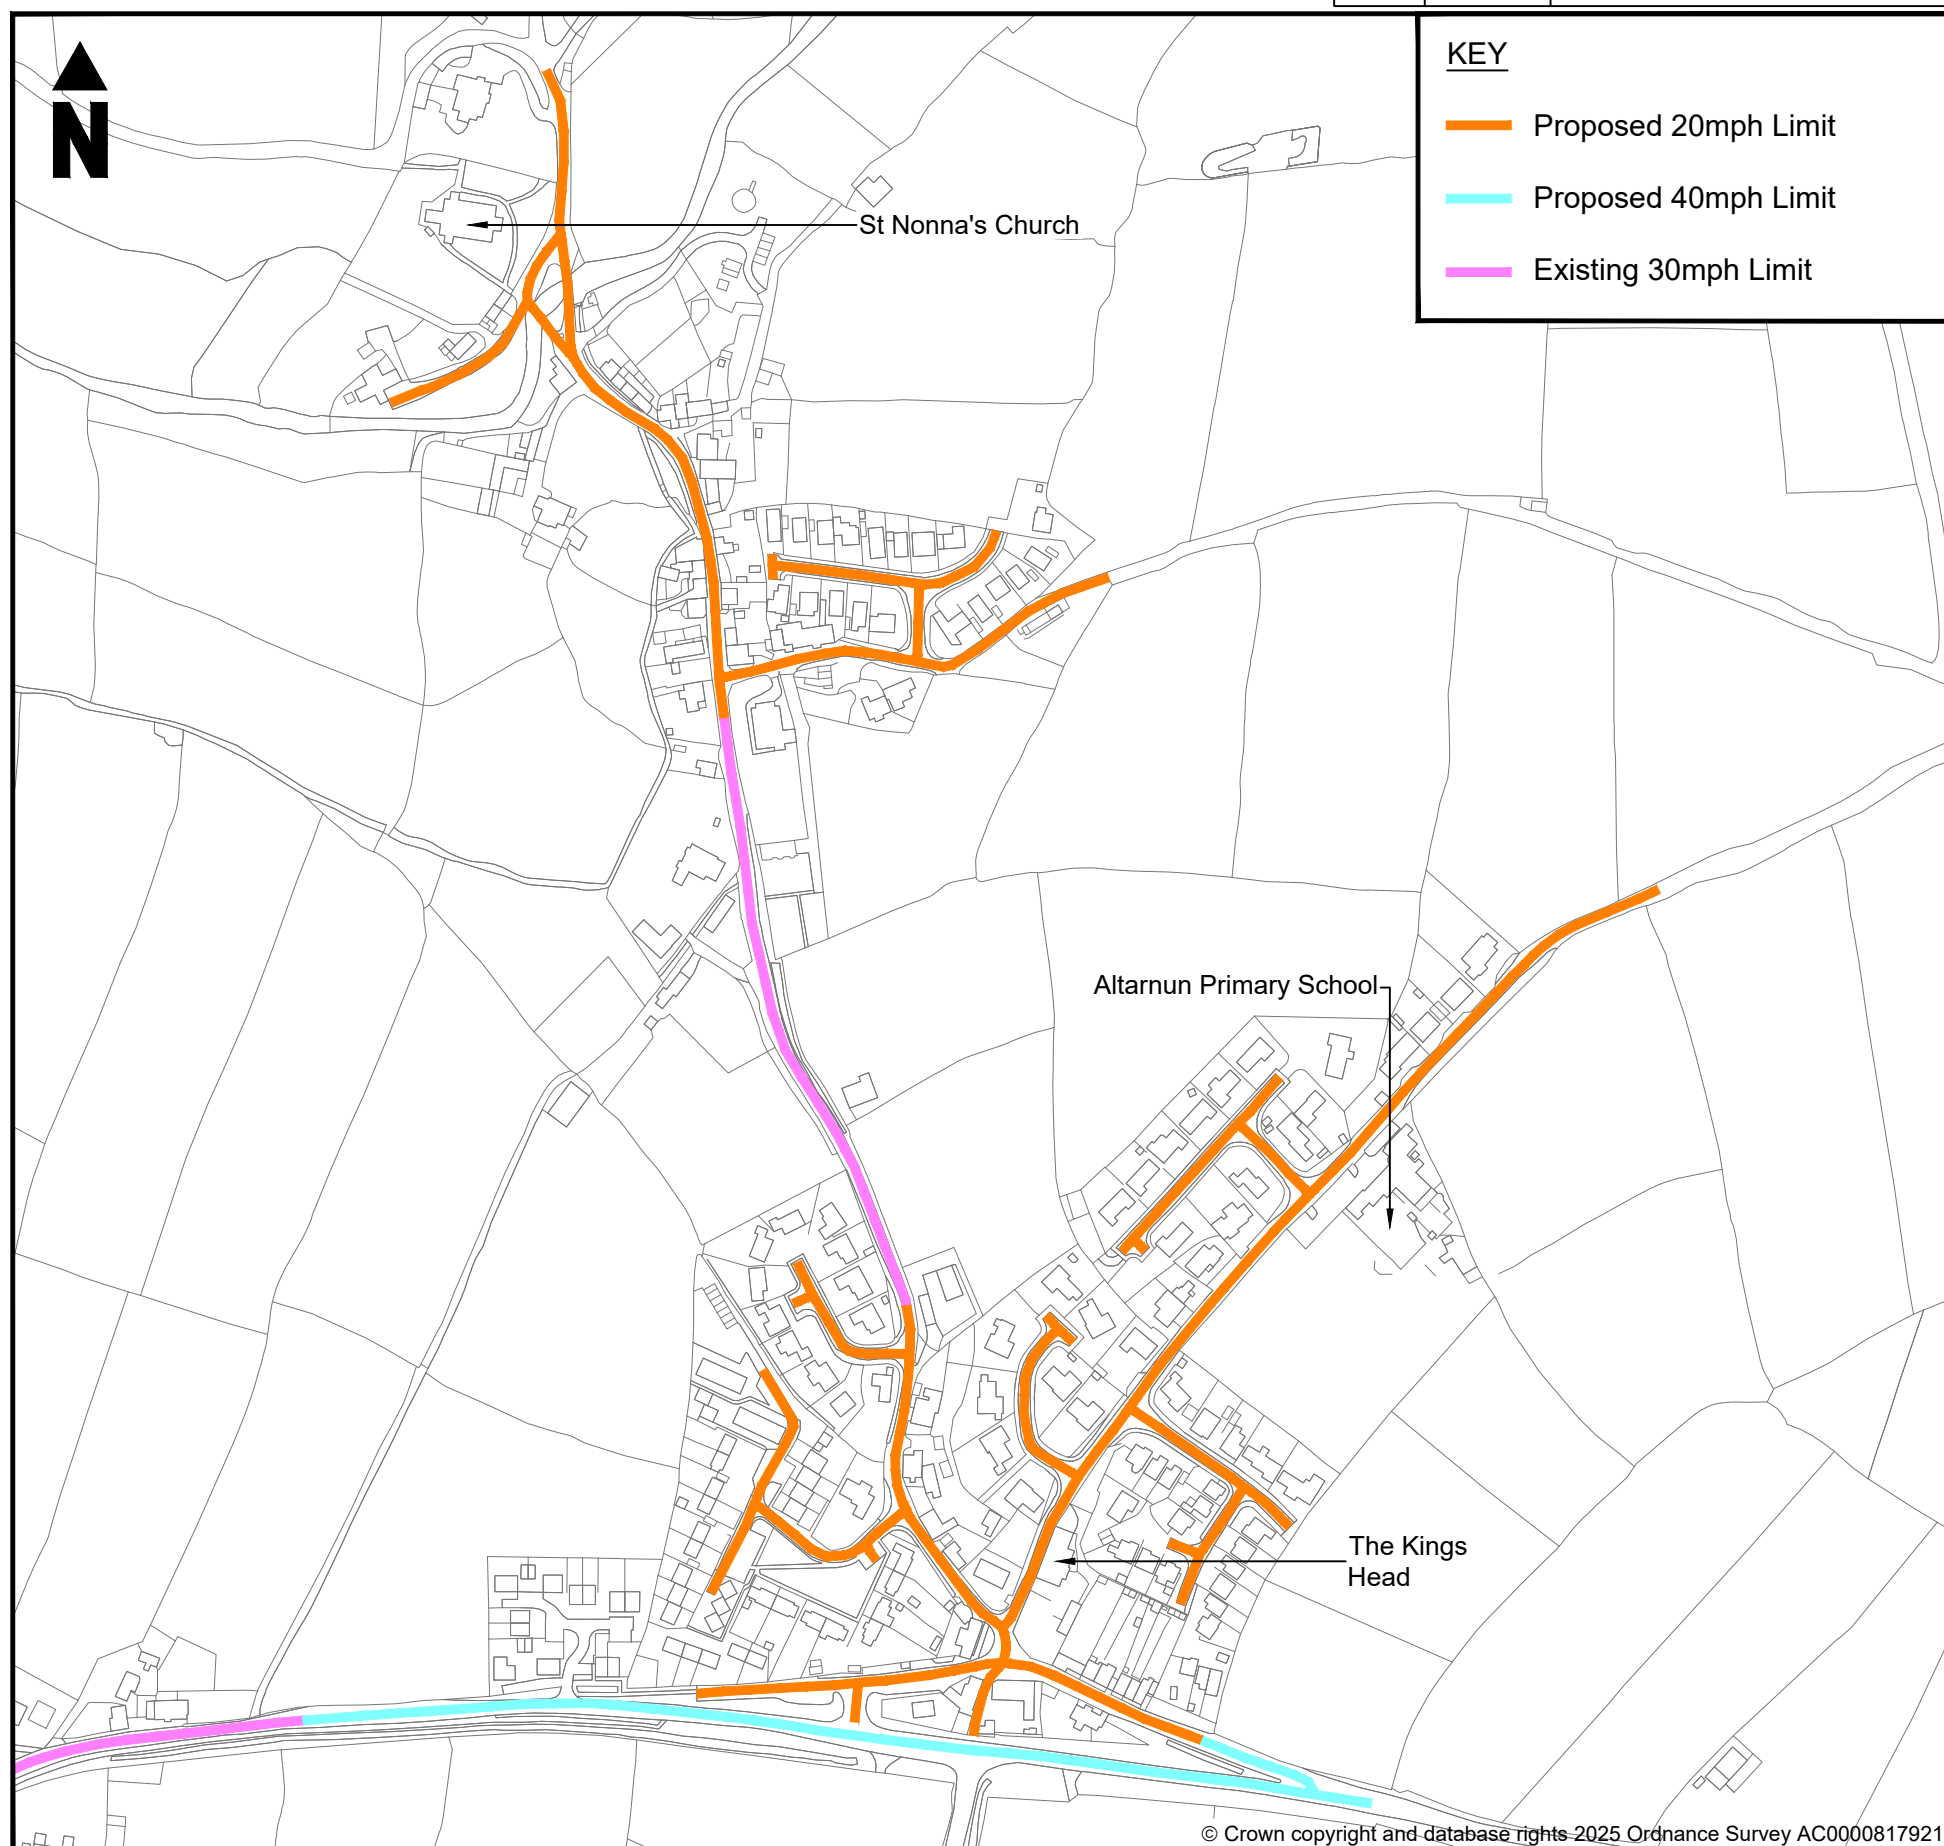 KEY
Proposed 20mph Limit
Proposed 40mph Limit
Existing 30mph Limit
N
St Nonna's Church
Altarnun Primary School
The Kings
Head
© Crown copyright and database rights 2025 Ordnance Survey AC0000817921